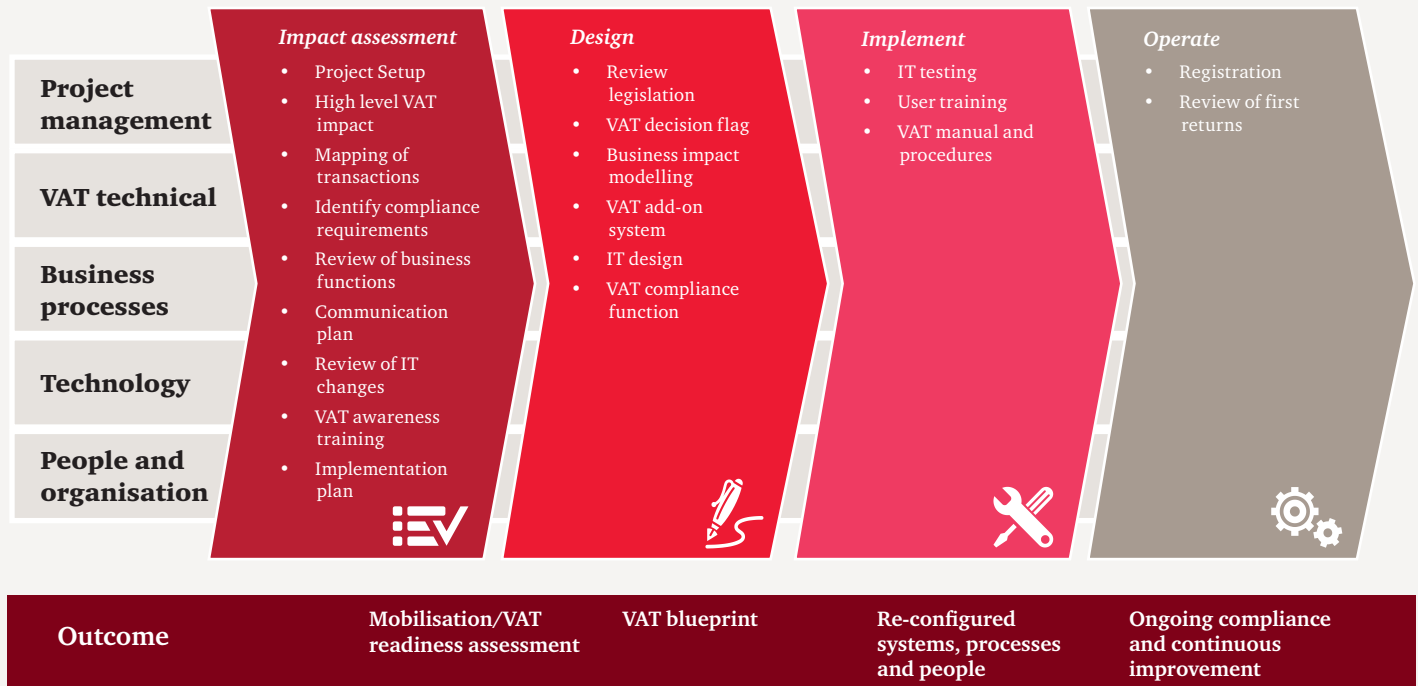 Project
management
VAT technical
Business
processes
Technology
People and
organisation
Impact assessment
• Project Setup
• High level VAT
impact
• Mapping of
transactions
• Identify compliance
requirements
• Review of business
functions
• Communication
plan
• Review of IT
changes
• VAT awareness
training
• Implementation
plan
Design
• Review
legislation
• VAT decision flag
• Business impact
modelling
• VAT add-on
system
• IT design
• VAT compliance
function
Implement
• IT testing
• User training
• VAT manual and
procedures
Operate
• Registration
• Review of first
returns
Outcome
Mobilisation/VAT
readiness assessment
VAT blueprint
Re-configured
systems, processes
and people
Ongoing compliance
and continuous
improvement